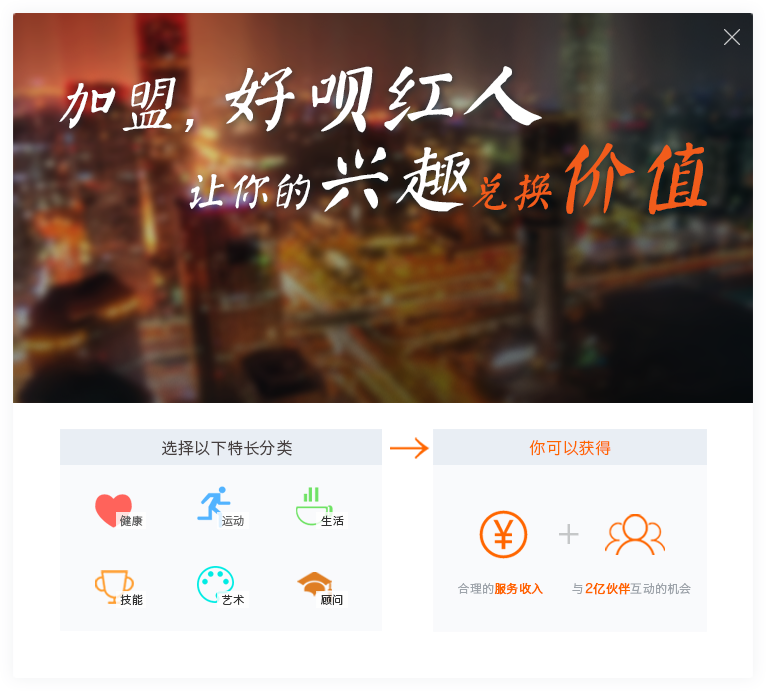 加盟，好呗红人
让你的兴趣兑换价值
选择以下特长分类
你可以获得
健康
运动
生活
技能
艺术
顾问
¥
+
合理的服务收入
与2亿伙伴互动的机会